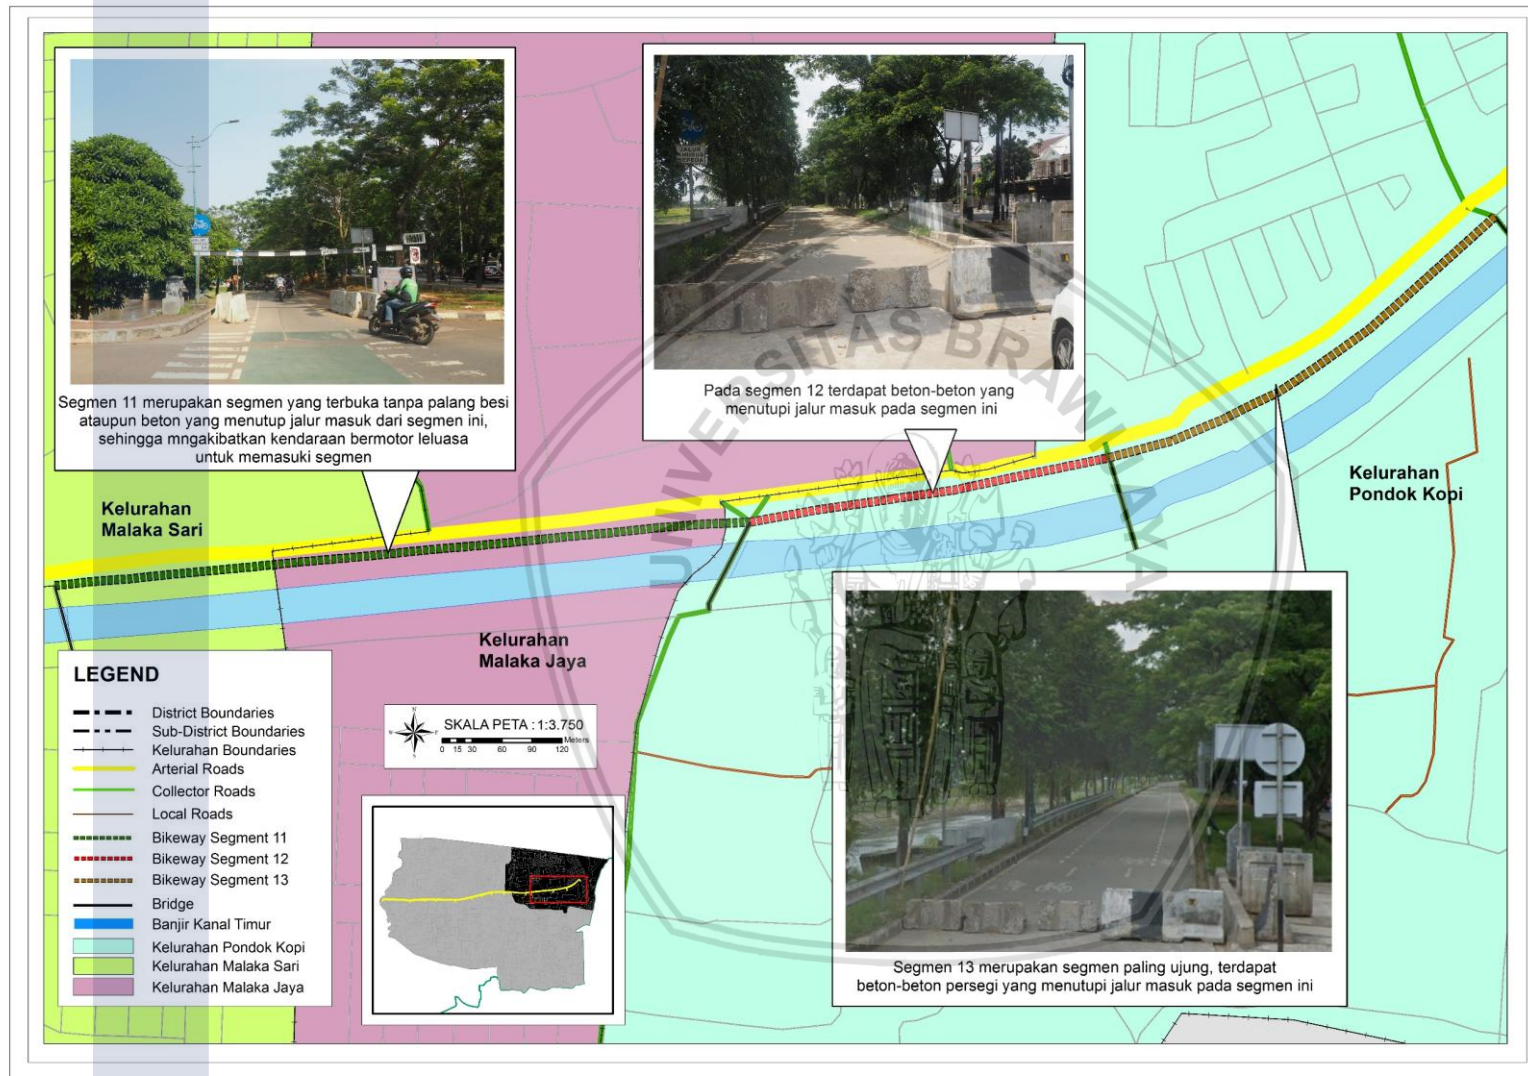 JALUR
KHUSUS
SEPEDA
Segmen 11 merupakan segmen yang terbuka tanpa palang besi
ataupun beton yang menutup jalur masuk dari segmen ini,
sehingga mngakibatkan kendaraan bermotor leluasa
untuk memasuki segmen
Pada segmen 12 terdapat beton-beton yang
menutupi jalur masuk pada segmen ini
UNIVERSITAS BRAWIJAYA
Kelurahan
Malaka Sari
Kelurahan
Pondok Kopi
Kelurahan
Malaka Jaya
LEGEND
District Boundaries
Sub-District Boundaries
Kelurahan Boundaries
Arterial Roads
Collector Roads
Local Roads
Bikeway Segment 11
Bikeway Segment 12
Bikeway Segment 13
Bridge
Banjir Kanal Timur
Kelurahan Pondok Kopi
Kelurahan Malaka Sari
Kelurahan Malaka Jaya
N
W
E
S
SKALA PETA : 1:3.750
Meters
0 15 30 60 90 120
Segmen 13 merupakan segmen paling ujung, terdapat
beton-beton persegi yang menutupi jalur masuk pada segmen ini